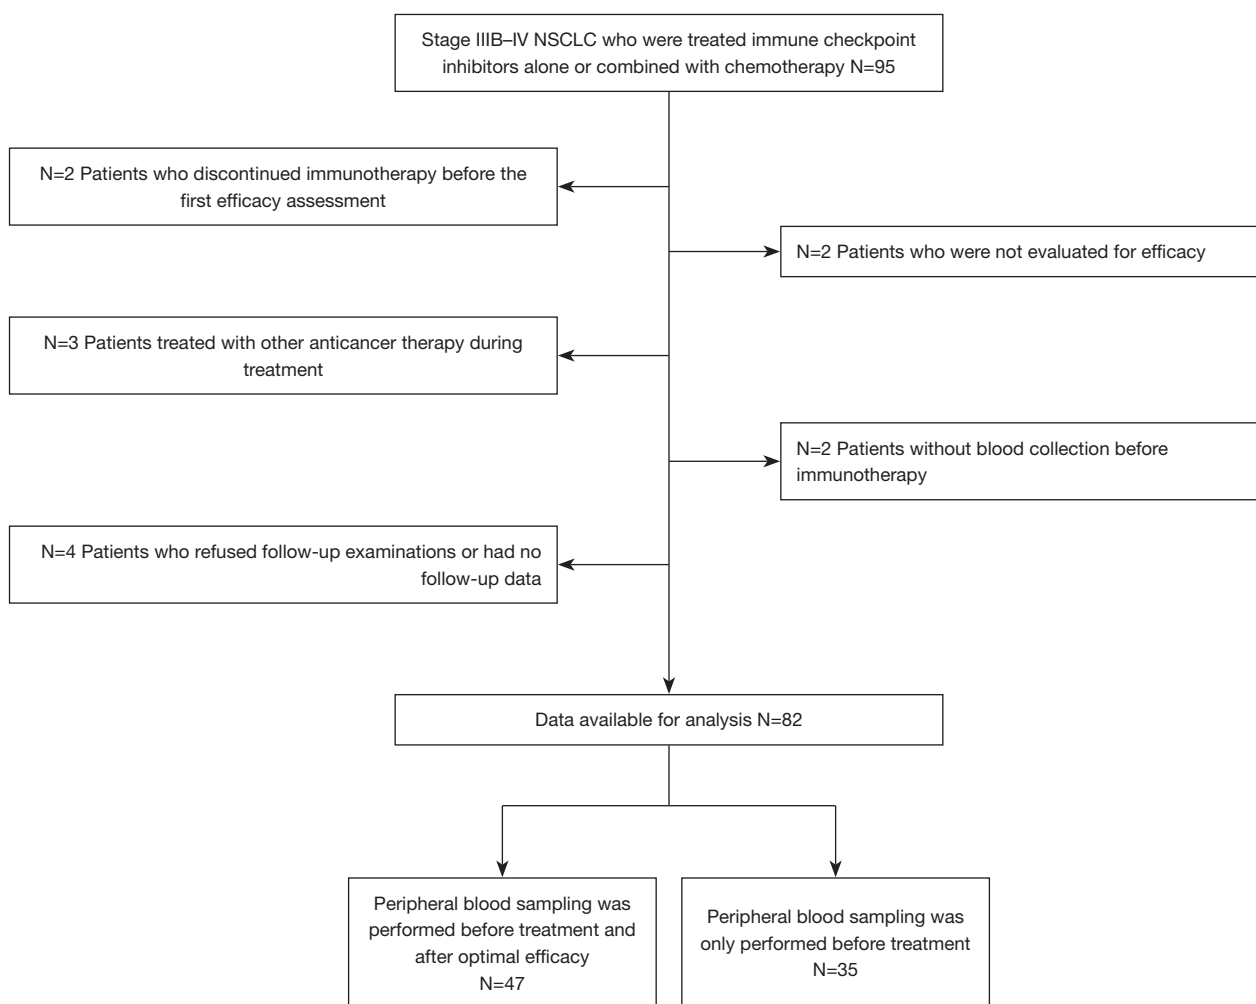 Stage IIIB–IV NSCLC who were treated immune checkpoint
inhibitors alone or combined with chemotherapy N=95
N=2 Patients who discontinued immunotherapy before the
first efficacy assessment
N=2 Patients who were not evaluated for efficacy
N=3 Patients treated with other anticancer therapy during
treatment
N=2 Patients without blood collection before
immunotherapy
N=4 Patients who refused follow-up examinations or had no
follow-up data
Data available for analysis N=82
Peripheral blood sampling was
performed before treatment and
after optimal efficacy
N=47
Peripheral blood sampling was
only performed before treatment
N=35